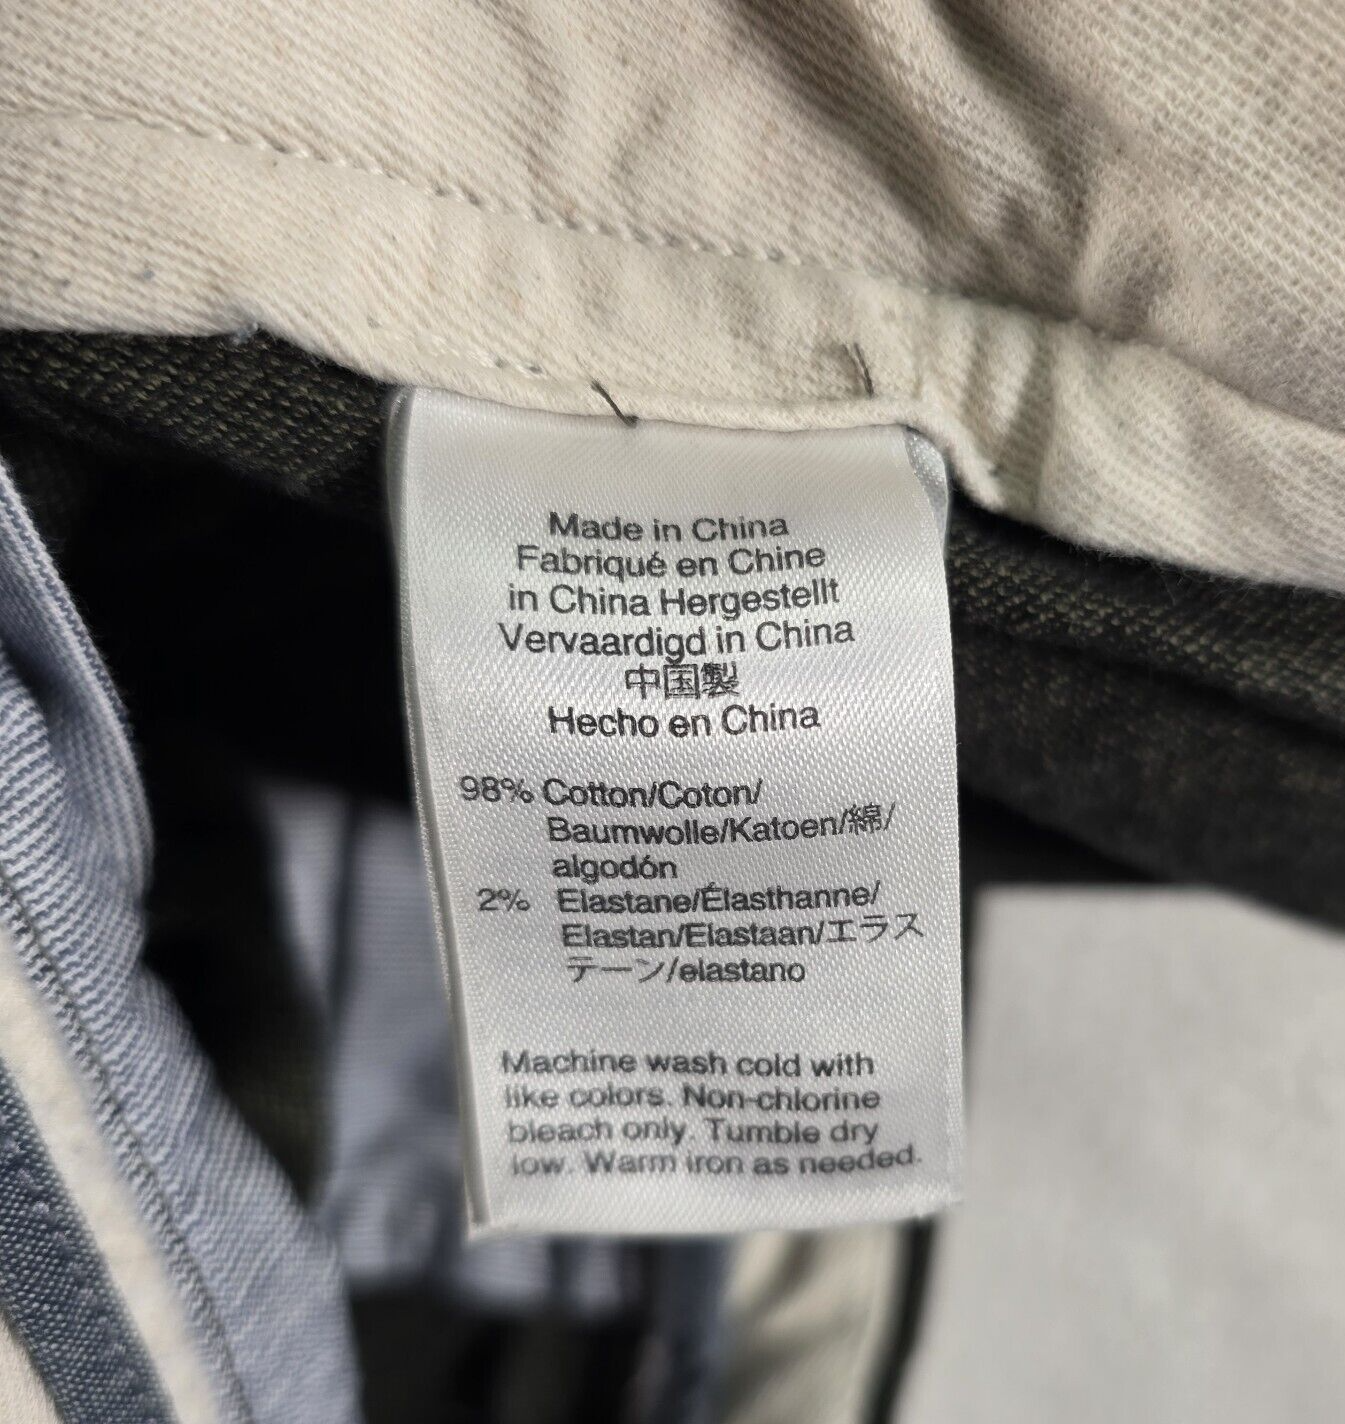 Made in China
Fabriqué en Chine
in China Hergestellt
Vervaardigd in China
中国製
Hecho en China
98% Cotton/Coton/
Baumwolle/Katoen/綿/
algodón
2% Elastane/Élasthanne/
Elastan/Elastaan/エラス
テーン/elastano
Machine wash cold with
like colors. Non-chlorine
bleach only. Tumble dry
low. Warm iron as needed.